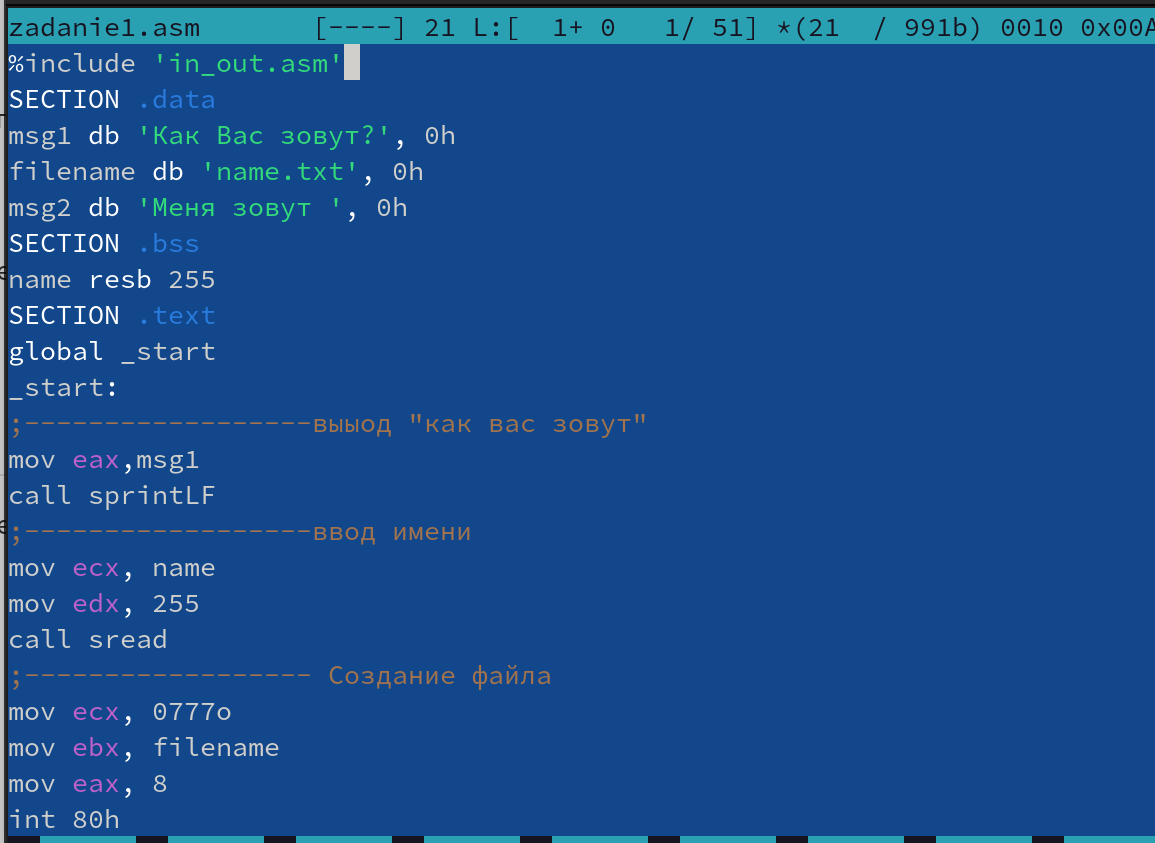 zadanie1.asm [----] 21 L:[ 1+ 0 1/ 51] *(21 / 991b) 0010 0x00A
%include 'in_out.asm'
SECTION .data
msg1 db 'Как Вас зовут?', 0h
filename db 'name.txt', 0h
msg2 db 'Меня зовут ', 0h
SECTION .bss
name resb 255
SECTION .text
global _start
_start:
;------------------выыод "как вас зовут"
mov eax,msg1
call sprintLF
;------------------ввод имени
mov ecx, name
mov edx, 255
call sread
;------------------ Создание файла
mov ecx, 0777o
mov ebx, filename
mov eax, 8
int 80h